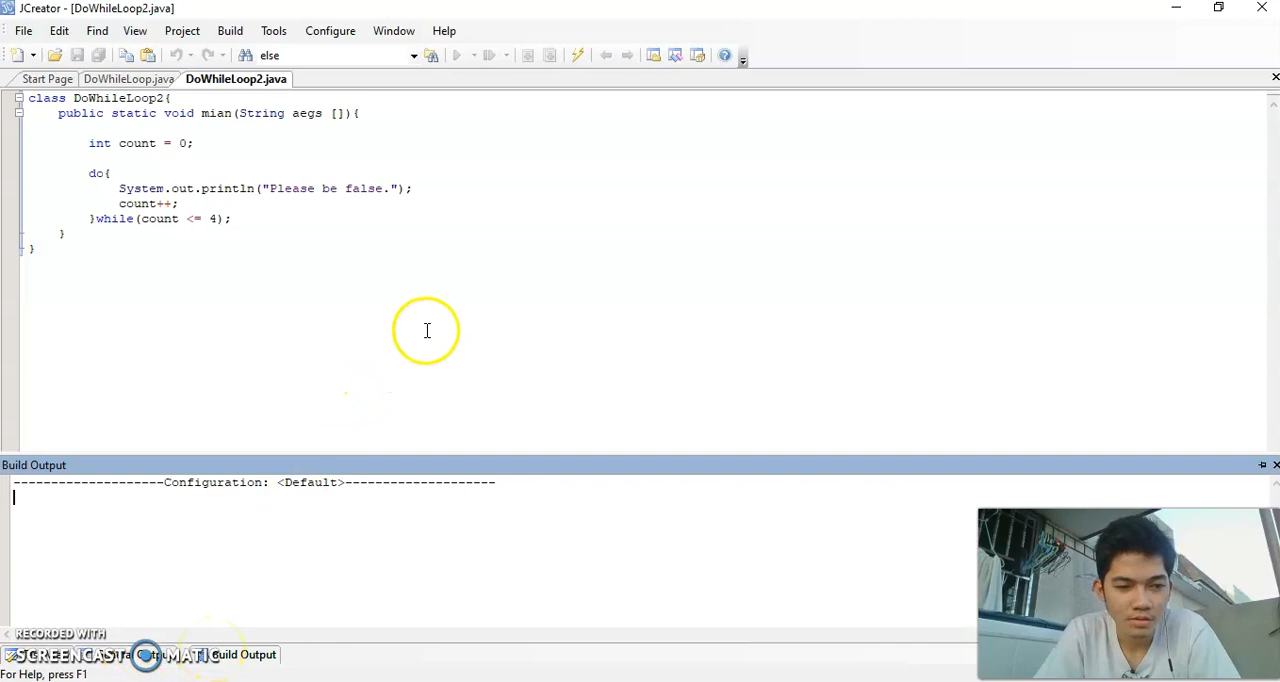 JCreator - [DoWhileLoop2.java]
File Edit Find View Project Build Tools Configure Window Help
else
Start Page DoWhileLoop.java DoWhileLoop2.java
class DoWhileLoop2{
public static void mian(String aegs []){
int count = 0;
do{
System.out.println("Please be false.");
count++;
}while(count <= 4);
}
}
Build Output
--------------------Configuration: <Default>--------------------
RECORDED WITH
SCREENCAST MATIC
Build Output
For Help, press F1